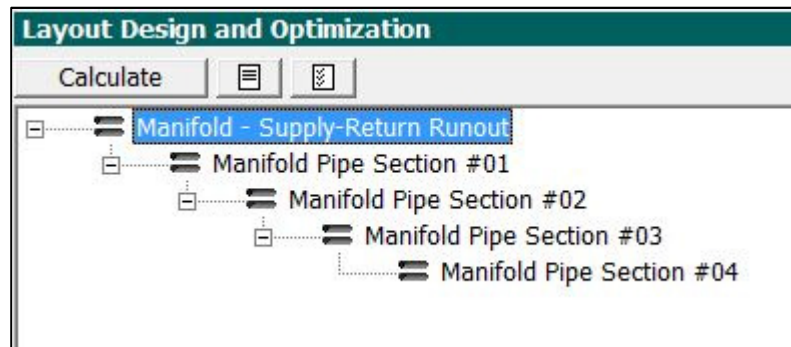 Layout Design and Optimization
Calculate
Manifold - Supply-Return Runout
Manifold Pipe Section #01
Manifold Pipe Section #02
Manifold Pipe Section #03
Manifold Pipe Section #04